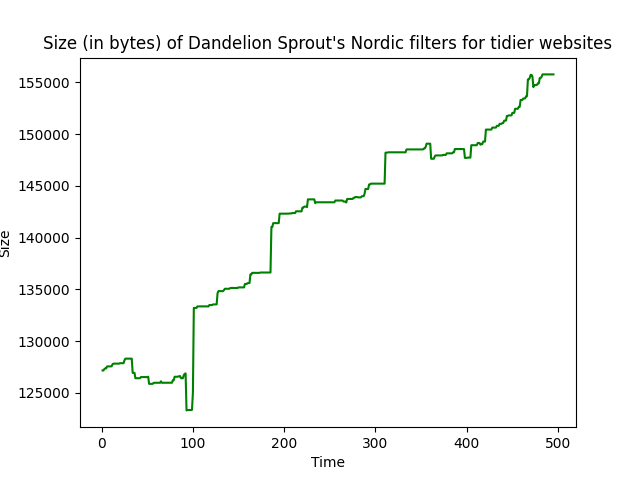 Size (in bytes) of Dandelion Sprout's Nordic filters for tidier websites
155000
150000
145000
140000
135000
130000
125000
Size
0 100 200 300 400 500
Time